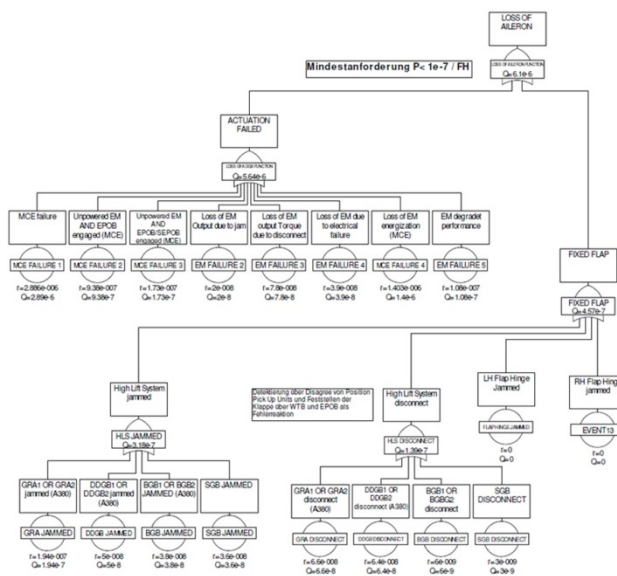 LOSS OF
AILERON
Mindestanforderung P< 1e-7 / FH
LOSS OF AILERON FUNCTION
Q=6.1e-6
ACTUATION
FAILED
Q=5.64e-6
MCE failure
Unpowered EM
AND EPOB
engaged (MCE)
Unpowered EM
AND
EPOB/SEPOB
engaged (MCE)
Loss of EM
Output due to jam
Loss of EM
output Torque
due to disconnect
Loss of EM due
to electrical
failure
Loss of EM
energization
(MCE)
EM degradet
performance
MCE FAILURE 1
MCE FAILURE 2
MCE FAILURE 3
EM FAILURE 2
EM FAILURE 3
EM FAILURE 4
MCE FAILURE 4
EM FAILURE 5
r=2.886e-006
Q=2.89e-6
r=9.38e-007
Q=9.38e-7
r=1.73e-007
Q=1.73e-7
r=2e-008
Q=2e-8
r=7.8e-008
Q=7.8e-8
r=3.9e-008
Q=3.9e-8
r=1.403e-006
Q=1.4e-6
r=1.08e-007
Q=1.08e-7
FIXED FLAP
FIXED FLAP
Q=4.57e-7
High Lift System
jammed
HLS JAMMED
Q=3.18e-7
Detektierung über Disagree von Position
Pick Up Units und Feststellen der
Klappe über WTB und EPOB als
Fehlerreaktion
High Lift System
disconnect
HLS DISCONNECT
Q=1.39e-7
LH Flap Hinge
Jammed
FLAPHINGE JAMMED
r=0
Q=0
RH Flap Hinge
jammed
EVENT13
r=0
Q=0
GRA1 OR GRA2
jammed (A380)
DDGB1 OR
DDGB2 jammed
(A380)
BGB1 OR BGB2
JAMMED (A380)
SGB JAMMED
GRA JAMMED
DDGB JAMMED
BGB JAMMED
SGB JAMMED
r=1.94e-007
Q=1.94e-7
r=5e-008
Q=5e-8
r=3.8e-008
Q=3.8e-8
r=3.6e-008
Q=3.6e-8
GRA1 OR GRA2
disconnect
(A380)
DDGB1 OR
DDGB2
disconnect (A380)
BGB1 OR
BGBG2
disconnect
SGB
DISCONNECT
GRA DISCONNECT
DDGB DISCONNECT
BGB DISCONNECT
SGB DISCONNECT
r=6.6e-008
Q=6.6e-8
r=6.4e-008
Q=6.4e-8
r=6e-009
Q=6e-9
r=3e-009
Q=3e-9